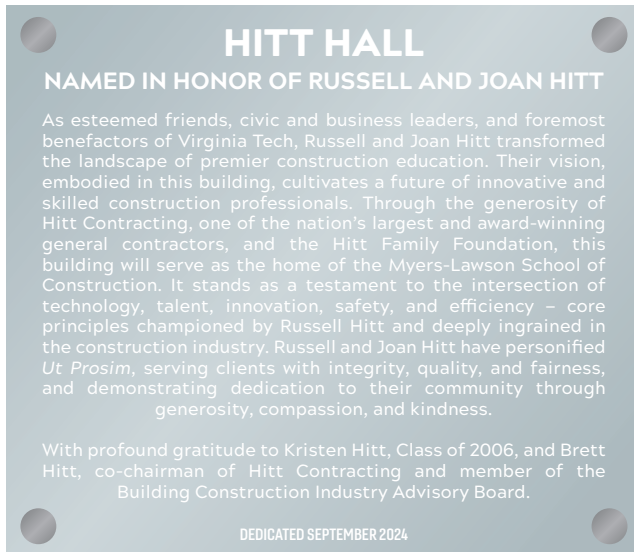 HITT HALL
NAMED IN HONOR OF RUSSELL AND JOAN HITT
As esteemed friends, civic and business leaders, and foremost
benefactors of Virginia Tech, Russell and Joan Hitt transformed
the landscape of premier construction education. Their vision,
embodied in this building, cultivates a future of innovative and
skilled construction professionals. Through the generosity of
Hitt Contracting, one of the nation's largest and award-winning
general contractors, and the Hitt Family Foundation, this
building will serve as the home of the Myers-Lawson School of
Construction. It stands as a testament to the intersection of
technology, talent, innovation, safety, and efficiency – core
principles championed by Russell Hitt and deeply ingrained in
the construction industry. Russell and Joan Hitt have personified
Ut Prosim, serving clients with integrity, quality, and fairness,
and demonstrating dedication to their community through
generosity, compassion, and kindness.
With profound gratitude to Kristen Hitt, Class of 2006, and Brett
Hitt, co-chairman of Hitt Contracting and member of the
Building Construction Industry Advisory Board.
DEDICATED SEPTEMBER 2024